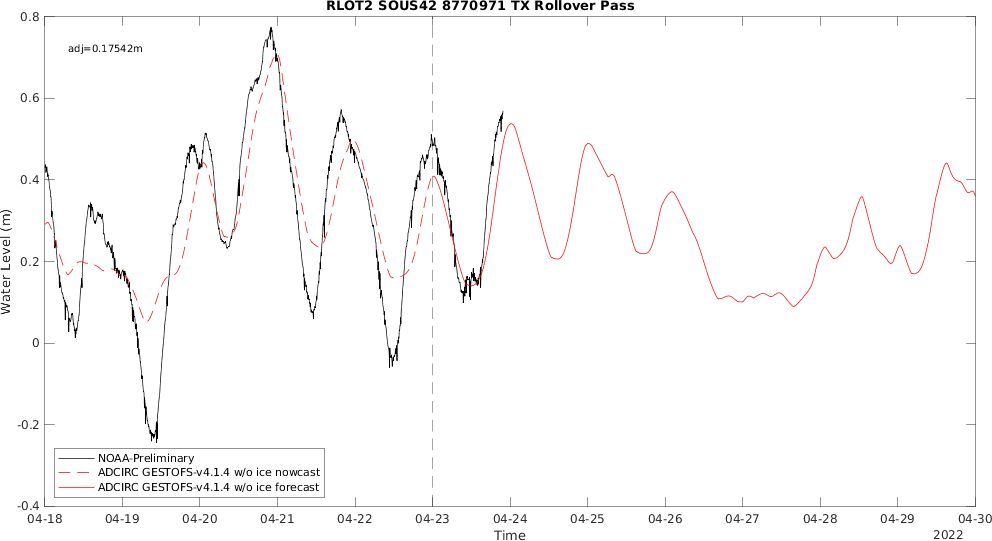 RLOT2 SOUS42 8770971 TX Rollover Pass
0.8
adj=0.17542m
0.6
0.4
0.2
0
-0.2
-0.4
Water Level (m)
NOAA-Preliminary
ADCIRC GESTOFS-v4.1.4 w/o ice nowcast
ADCIRC GESTOFS-v4.1.4 w/o ice forecast
04-18 04-19 04-20 04-21 04-22 04-23 04-24 04-25 04-26 04-27 04-28 04-29 04-30
Time
2022